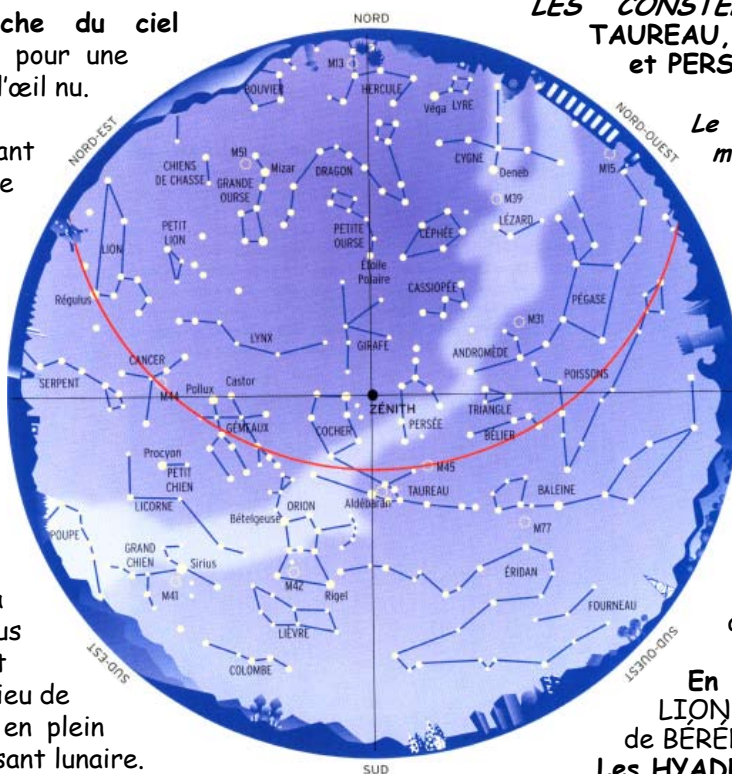 che du ciel
pour une
l'œil nu.
ant
e
LES CONSTE
TAUREAU,
et PERS
Le
m
NORD
NORD-EST
NORD-OUEST
M13
BOUVIER
HERCULE
Véga LYRE
M51
Mizar
CHIENS
DE CHASSE
GRANDE
OURSE
DRAGON
CYGNE
Deneb
M15
M39
LION
PETIT
LION
PETITE
OURSE
CÉPHÉE
LÉZARD
Étoile
Polaire
CASSIOPÉE
Régulus
PÉGASE
M31
LYNX
GIRAFE
ANDROMÈDE
SERPENT
CANCER
POISSONS
M44
Pollux
Castor
ZÉNITH
GÉMEAUX
COCHER
PERSÉE
TRIANGLE
BÉLIER
Procyon
PETIT
CHIEN
M45
LICORNE
Bételgeuse
ORION
Aldébaran
TAUREAU
BALEINE
POUPE
M77
GRAND
CHIEN
Sirius
M41
M42
Rigel
ÉRIDAN
FOURNEAU
LIÈVRE
COLOMBE
SUD-EST
SUD-OUEST
SUD
us
t
ieu de
en plein
sant lunaire.
En
LION
de BÉRÉ
Les HYADE